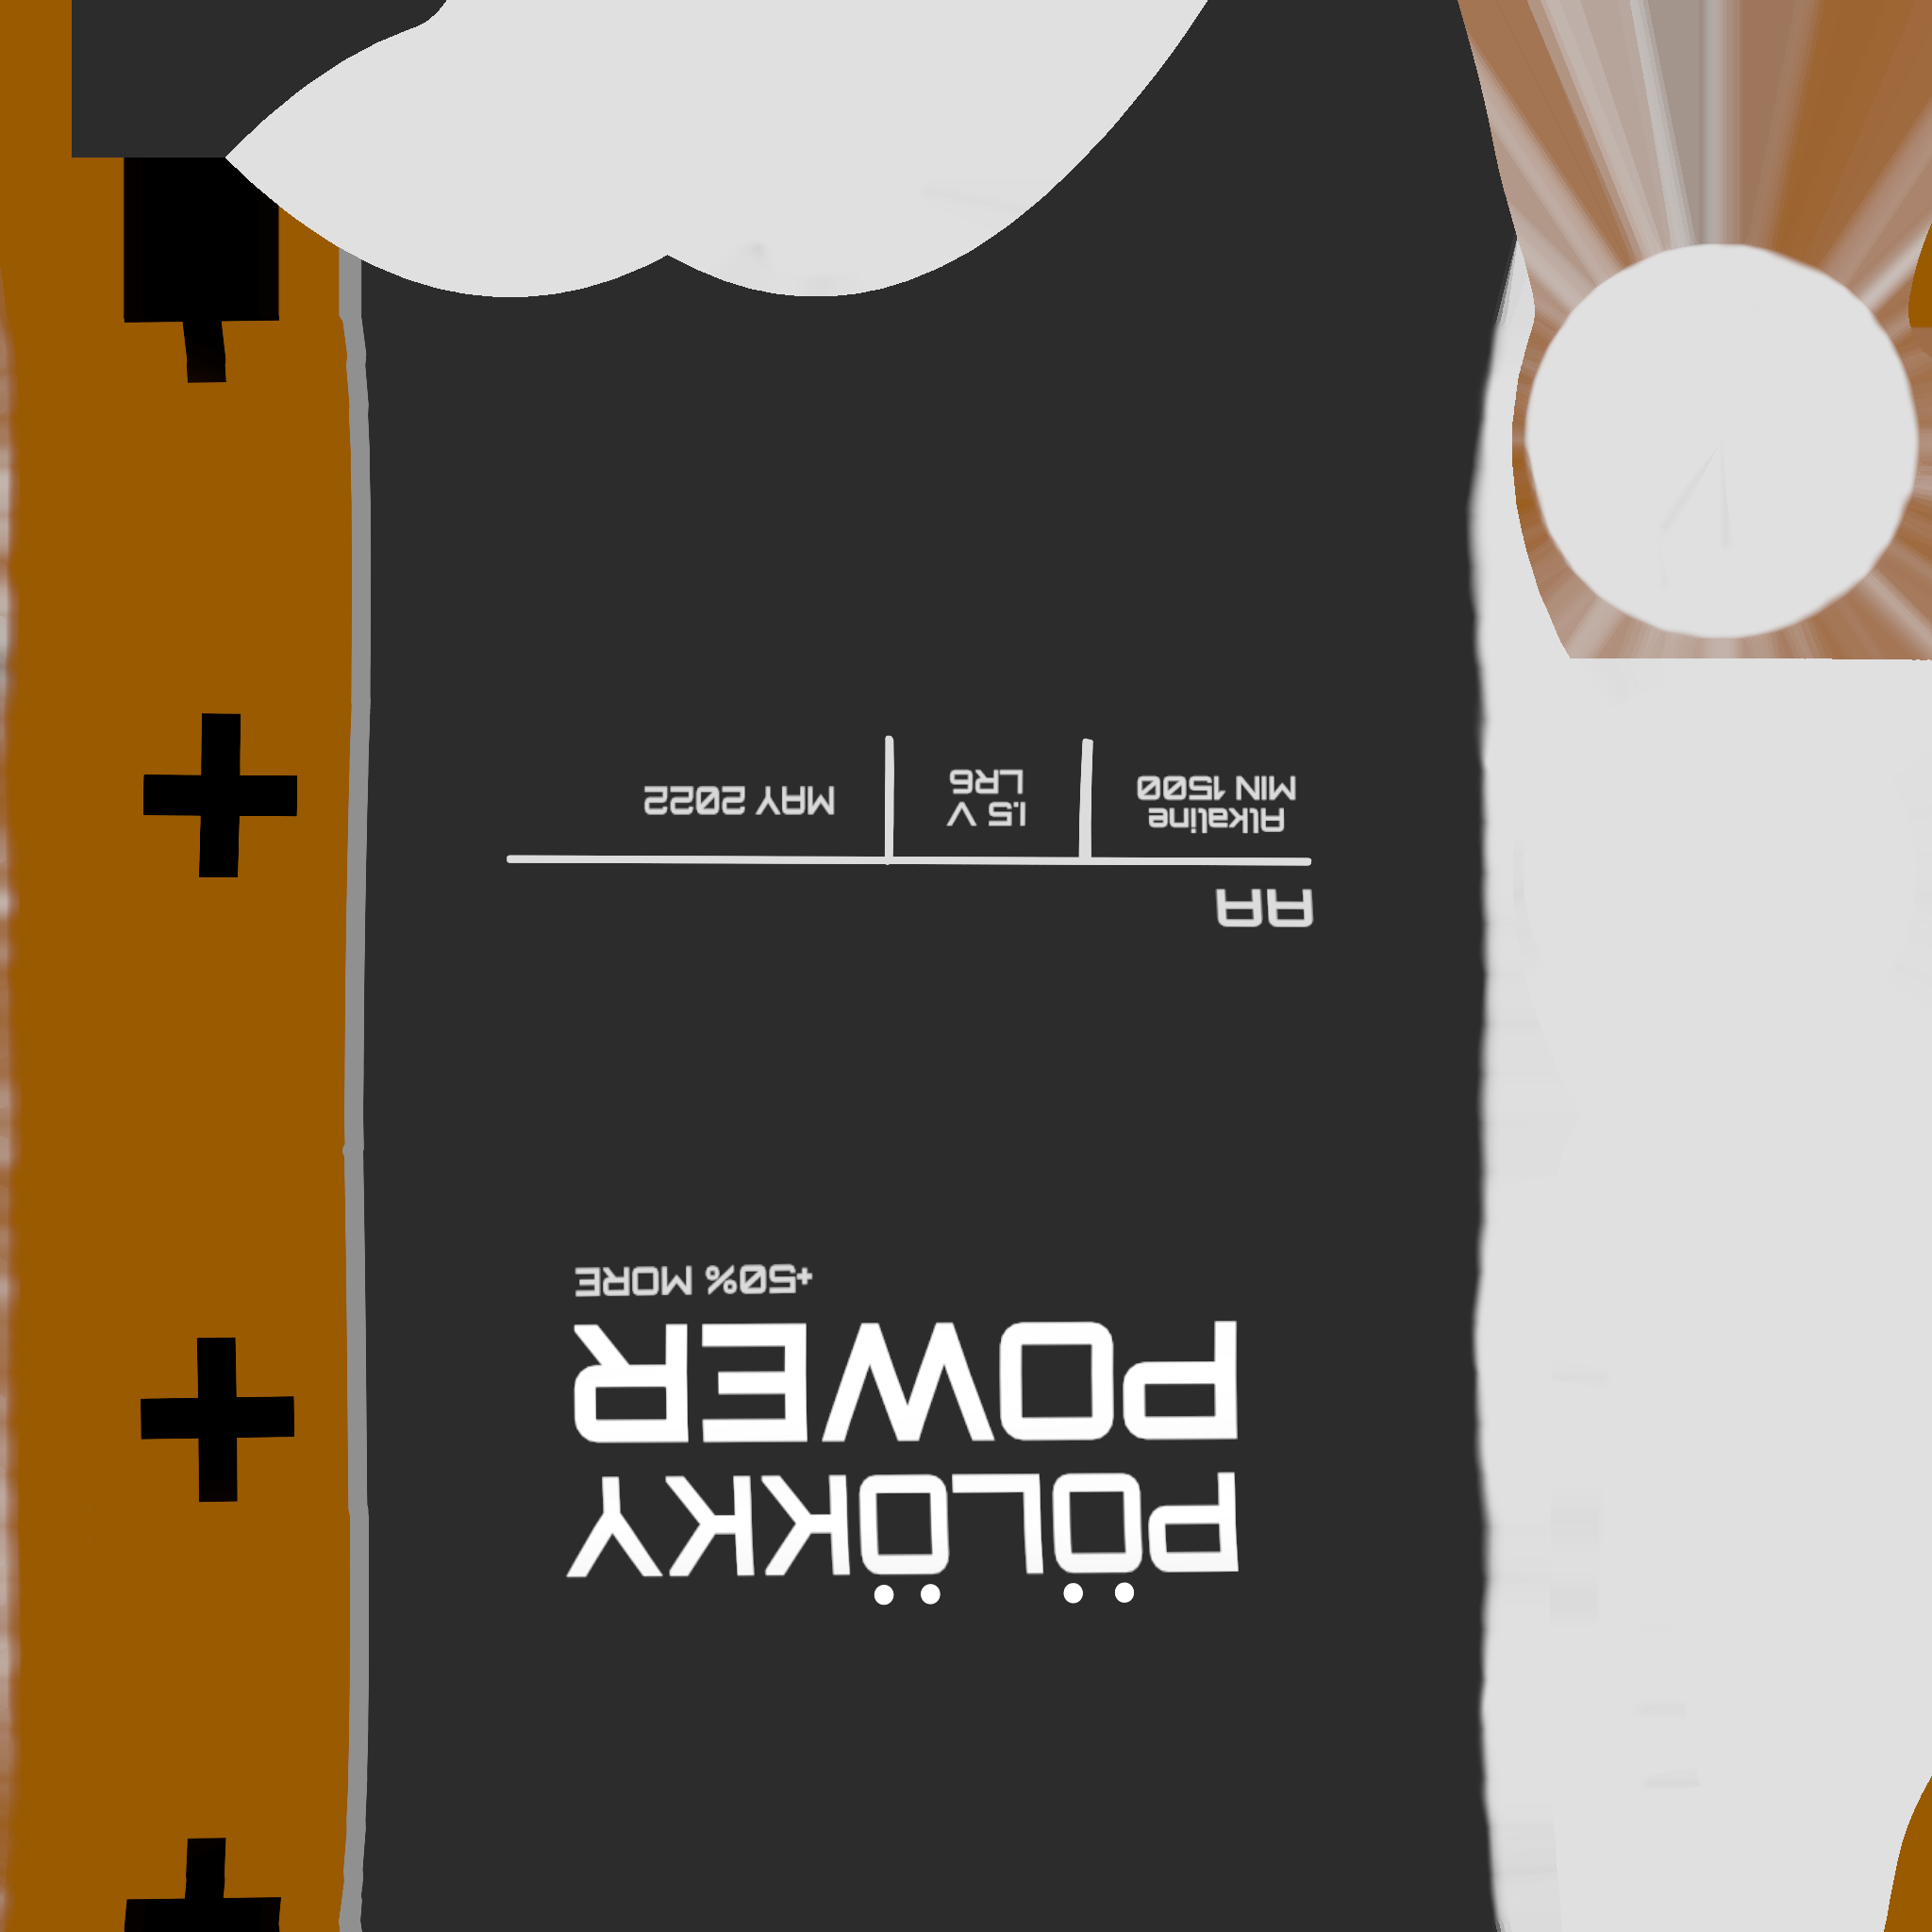 PÖLÖKKY
POWER
+50% MORE
AA
Alkaline
MIN 1500
1.5 V
LR6
MAY 2022